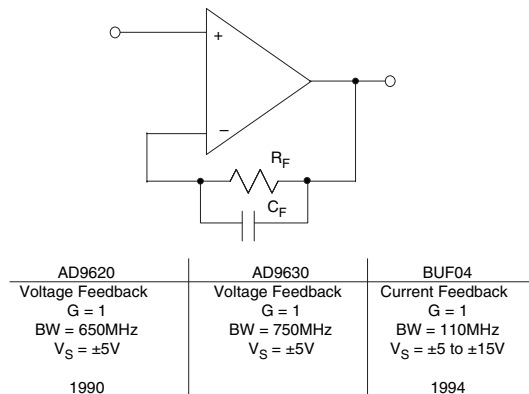 +
−
R_F
C_F
AD9620 AD9630 BUF04
Voltage Feedback Voltage Feedback Current Feedback
G = 1 G = 1 G = 1
BW = 650MHz BW = 750MHz BW = 110MHz
V_S = ±5V V_S = ±5V V_S = ±5 to ±15V
1990 1994